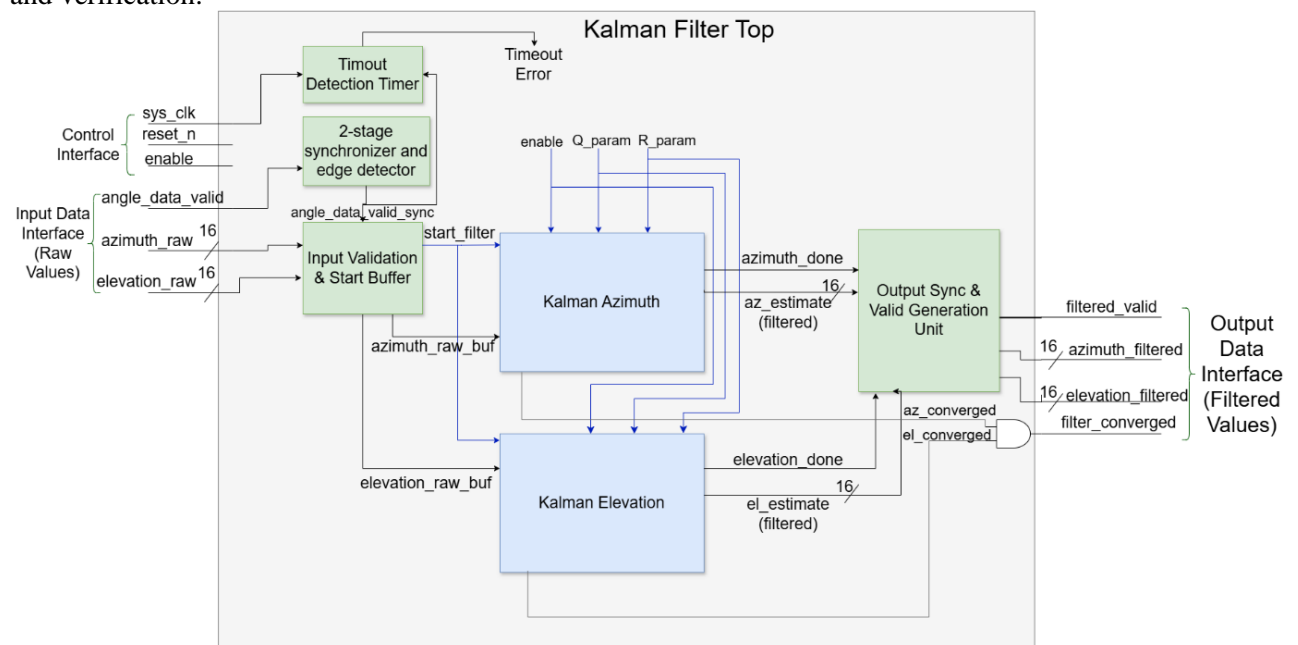 and verification.
Kalman Filter Top
Timout
Detection Timer
Timeout
Error
Control
Interface
sys_clk
reset_n
enable
2-stage
synchronizer and
edge detector
enable
Q_param
R_param
Input Data
Interface
(Raw
Values)
angle_data_valid
azimuth_raw
16
elevation_raw
16
angle_data_valid_sync
Input Validation
& Start Buffer
start_filter
azimuth_raw_buf
elevation_raw_buf
Kalman Azimuth
azimuth_done
16
az_estimate
(filtered)
Output Sync &
Valid Generation
Unit
filtered_valid
16
azimuth_filtered
16
elevation_filtered
az_converged
el_converged
filter_converged
Output
Data
Interface
(Filtered
Values)
Kalman Elevation
elevation_done
16
el_estimate
(filtered)